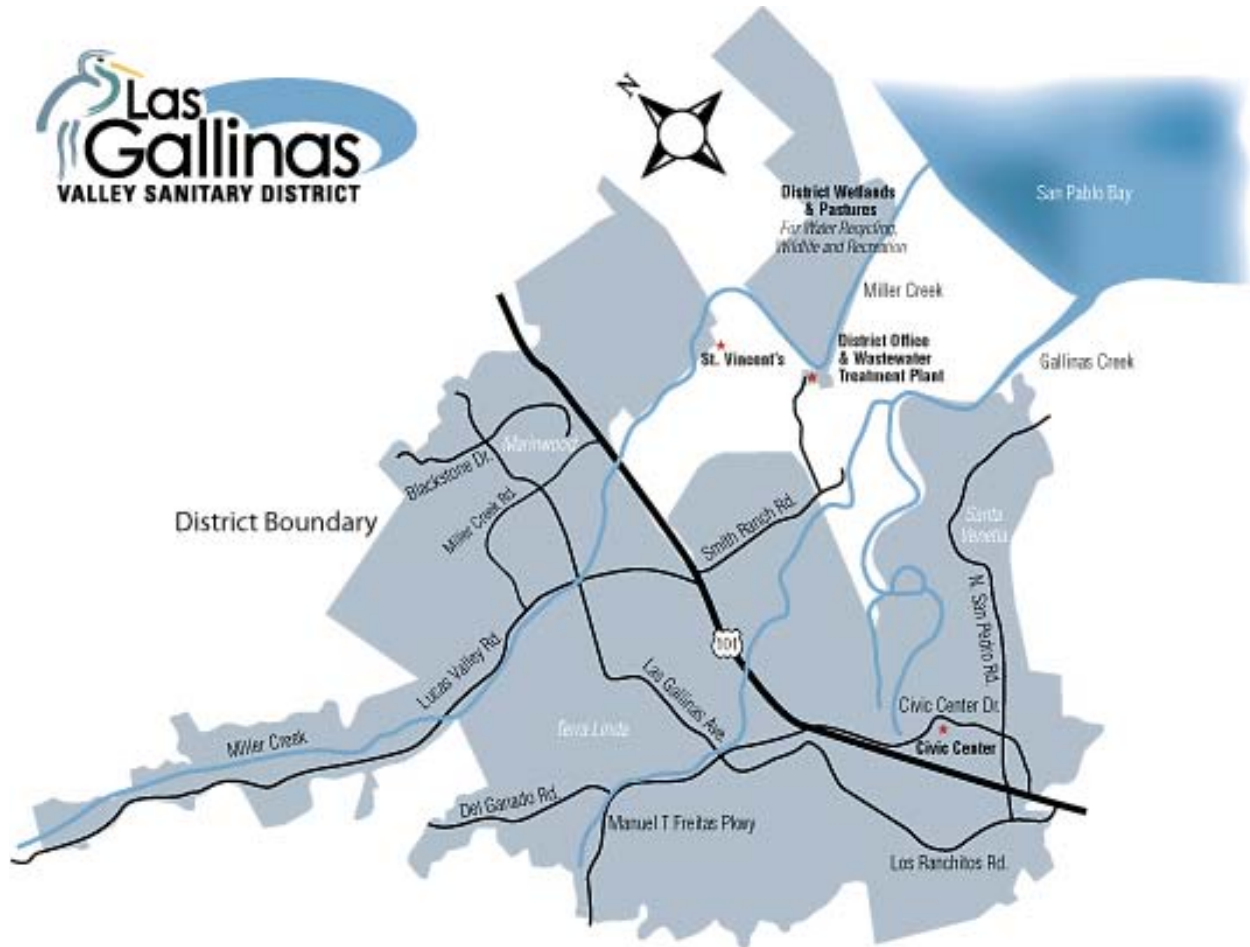 Las
Gallinas
VALLEY SANITARY DISTRICT
N
District Wetlands
& Pastures
For Water Recycling,
Wildlife and Recreation
San Pablo Bay
Miller Creek
St. Vincent's
District Office
& Wastewater
Treatment Plant
Gallinas Creek
Marinwood
Blackstone Dr.
Miller Creek Rd.
Smith Ranch Rd.
Santa
Venetia
District Boundary
N. San Pedro Rd.
101
Lucas Valley Rd.
Las Gallinas Ave.
Civic Center Dr.
Terra Linda
Miller Creek
Civic Center
Del Ganado Rd.
Manuel T Freitas Pkwy
Los Ranchitos Rd.